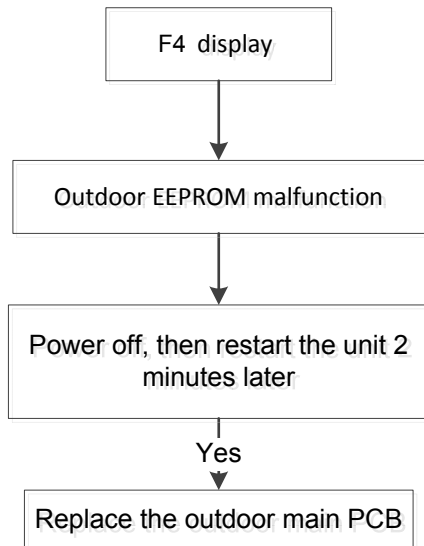 F4 display
Outdoor EEPROM malfunction
Power off, then restart the unit 2
minutes later
Yes
Replace the outdoor main PCB